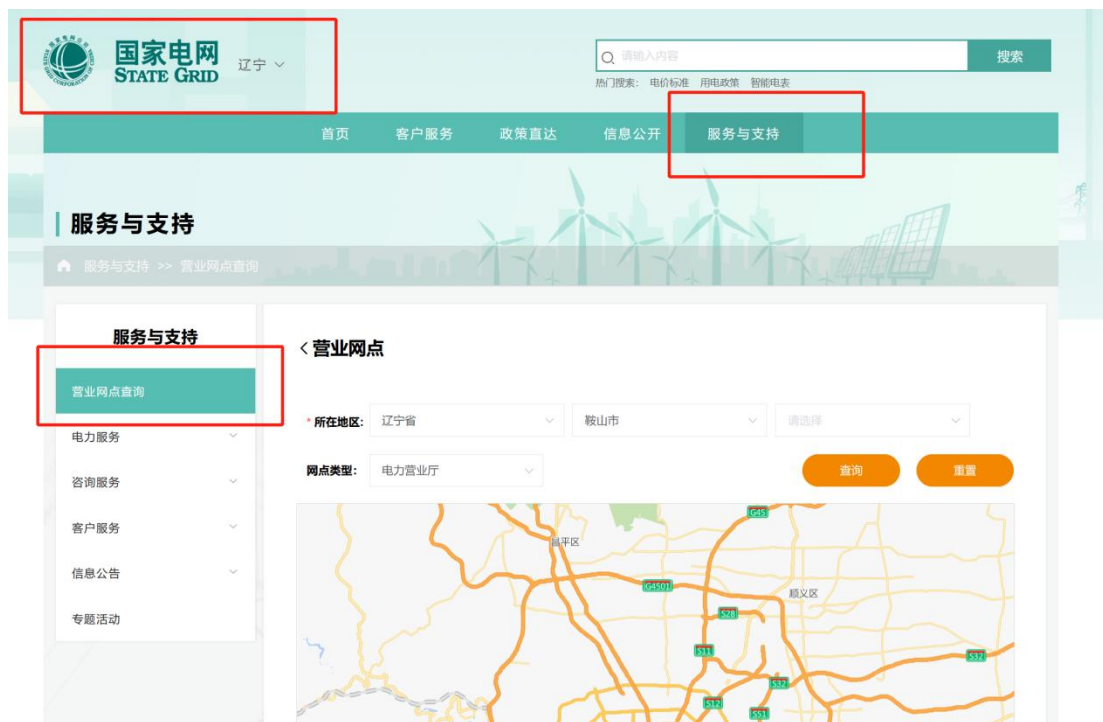 国家电网
STATE GRID
辽宁
请输入内容
搜索
热门搜索： 电价标准 用电政策 智能电表
首页 客户服务 政策直达 信息公开 服务与支持
服务与支持
服务与支持 >> 营业网点查询
服务与支持
营业网点查询
电力服务
咨询服务
客户服务
信息公告
专题活动
<营业网点
* 所在地区： 辽宁省 鞍山市 请选择
网点类型： 电力营业厅 查询 重置
G45
昌平区
G4501
顺义区
S28
S11
S32
S32
S12
S51